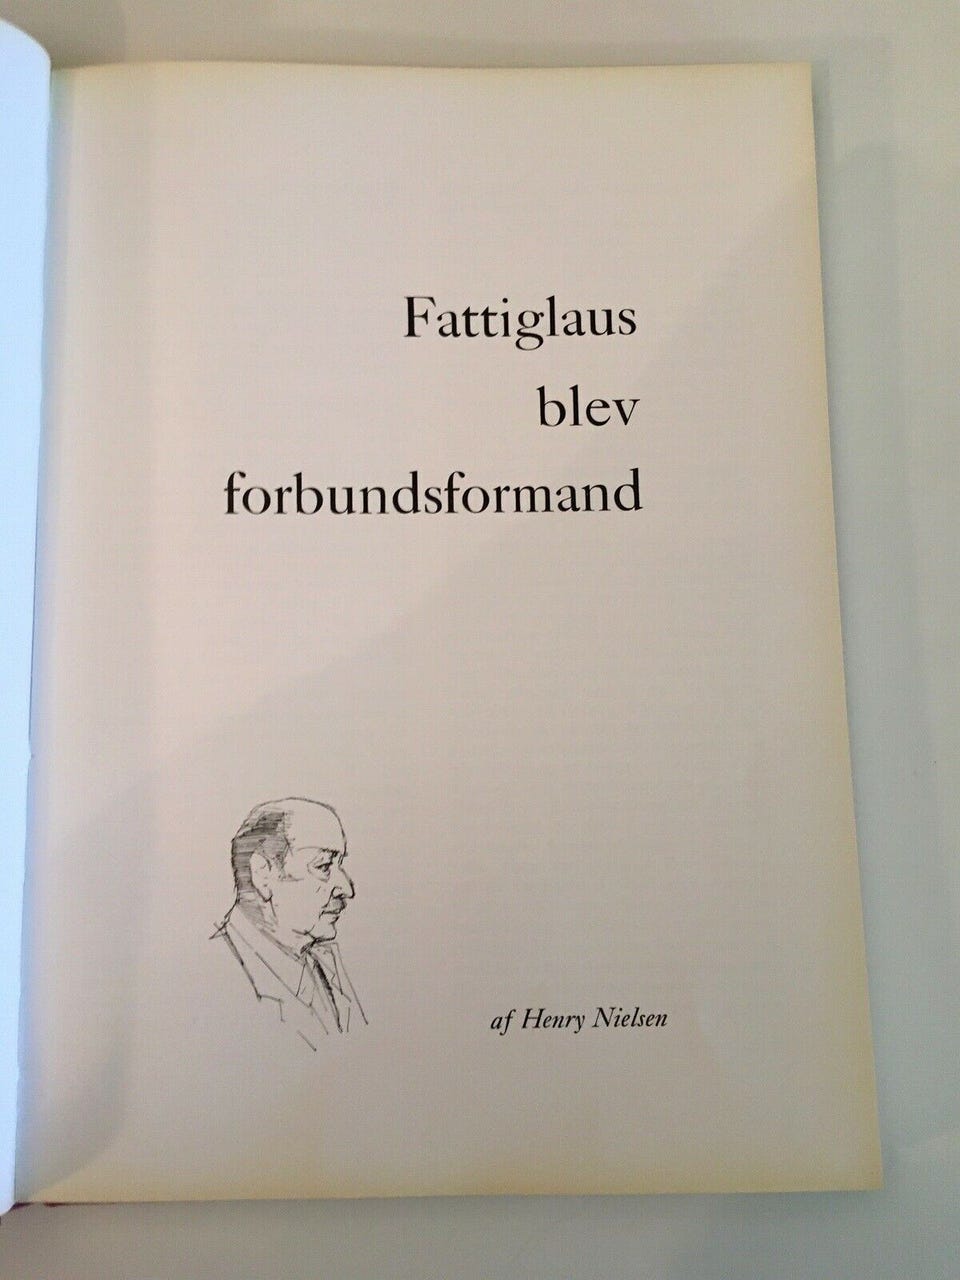 Fattiglaus
blev
forbundsformand
af Henry Nielsen